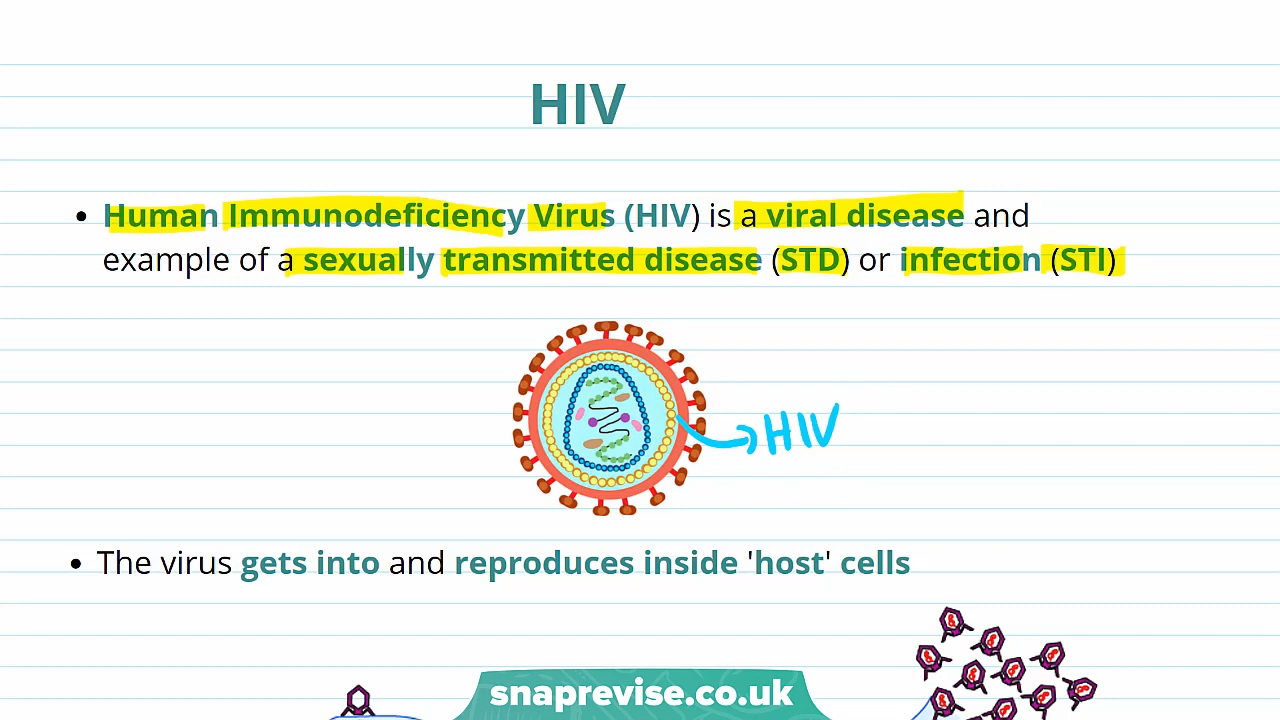 HIV
• Human Immunodeficiency Virus (HIV) is a viral disease and
example of a sexually transmitted disease (STD) or infection (STI)
HIV
• The virus gets into and reproduces inside 'host' cells
snaprevise.co.uk